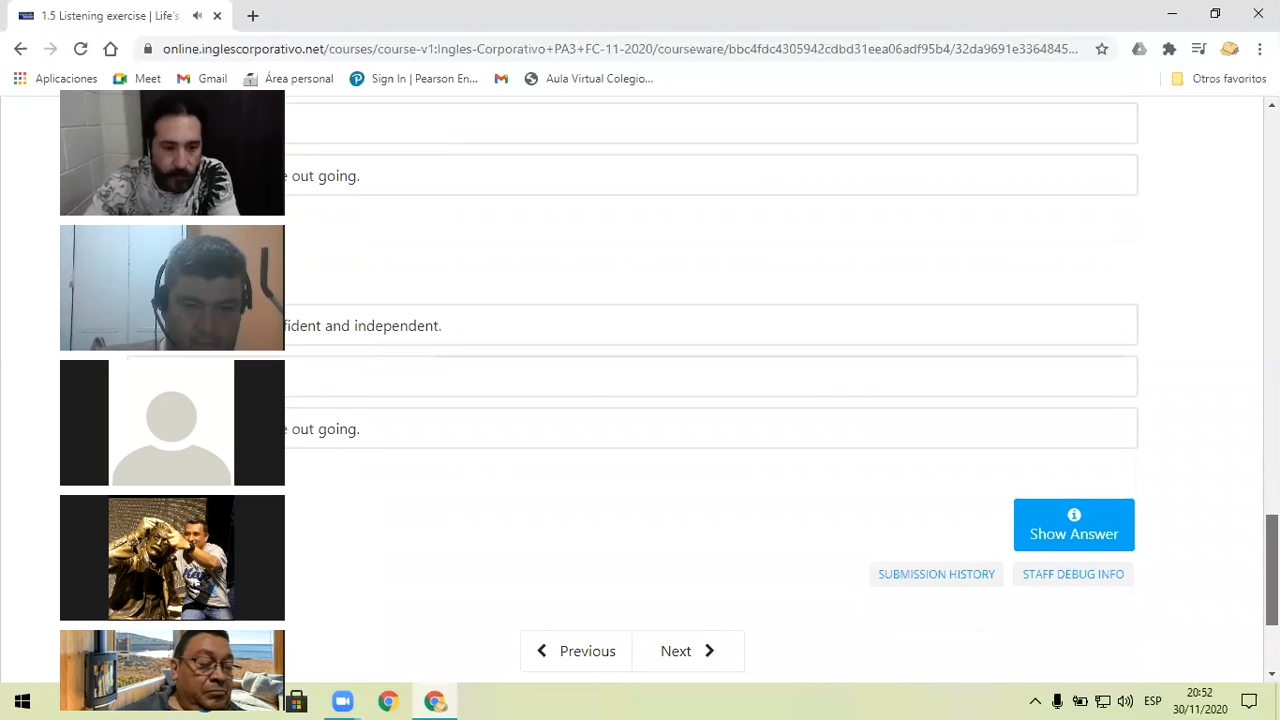 1.5 Listening exercise | Life's
online.inglescorporativo.net/courses/course-v1:Ingles-Corporativo+PA3+FC-11-2020/courseware/bbc4fdc4303342cdbc31eea06adf95b4/32da9691e3364845...
Aplicaciones Meet Gmail Área personal Sign In | Pearson En... Aula Virtual Colegio... Otros favoritos
e out going.
fident and independent.
e out going.
Show Answer
SUBMISSION HISTORY STAFF DEBUG INFO
Previous Next
ESP
20:52
30/11/2020